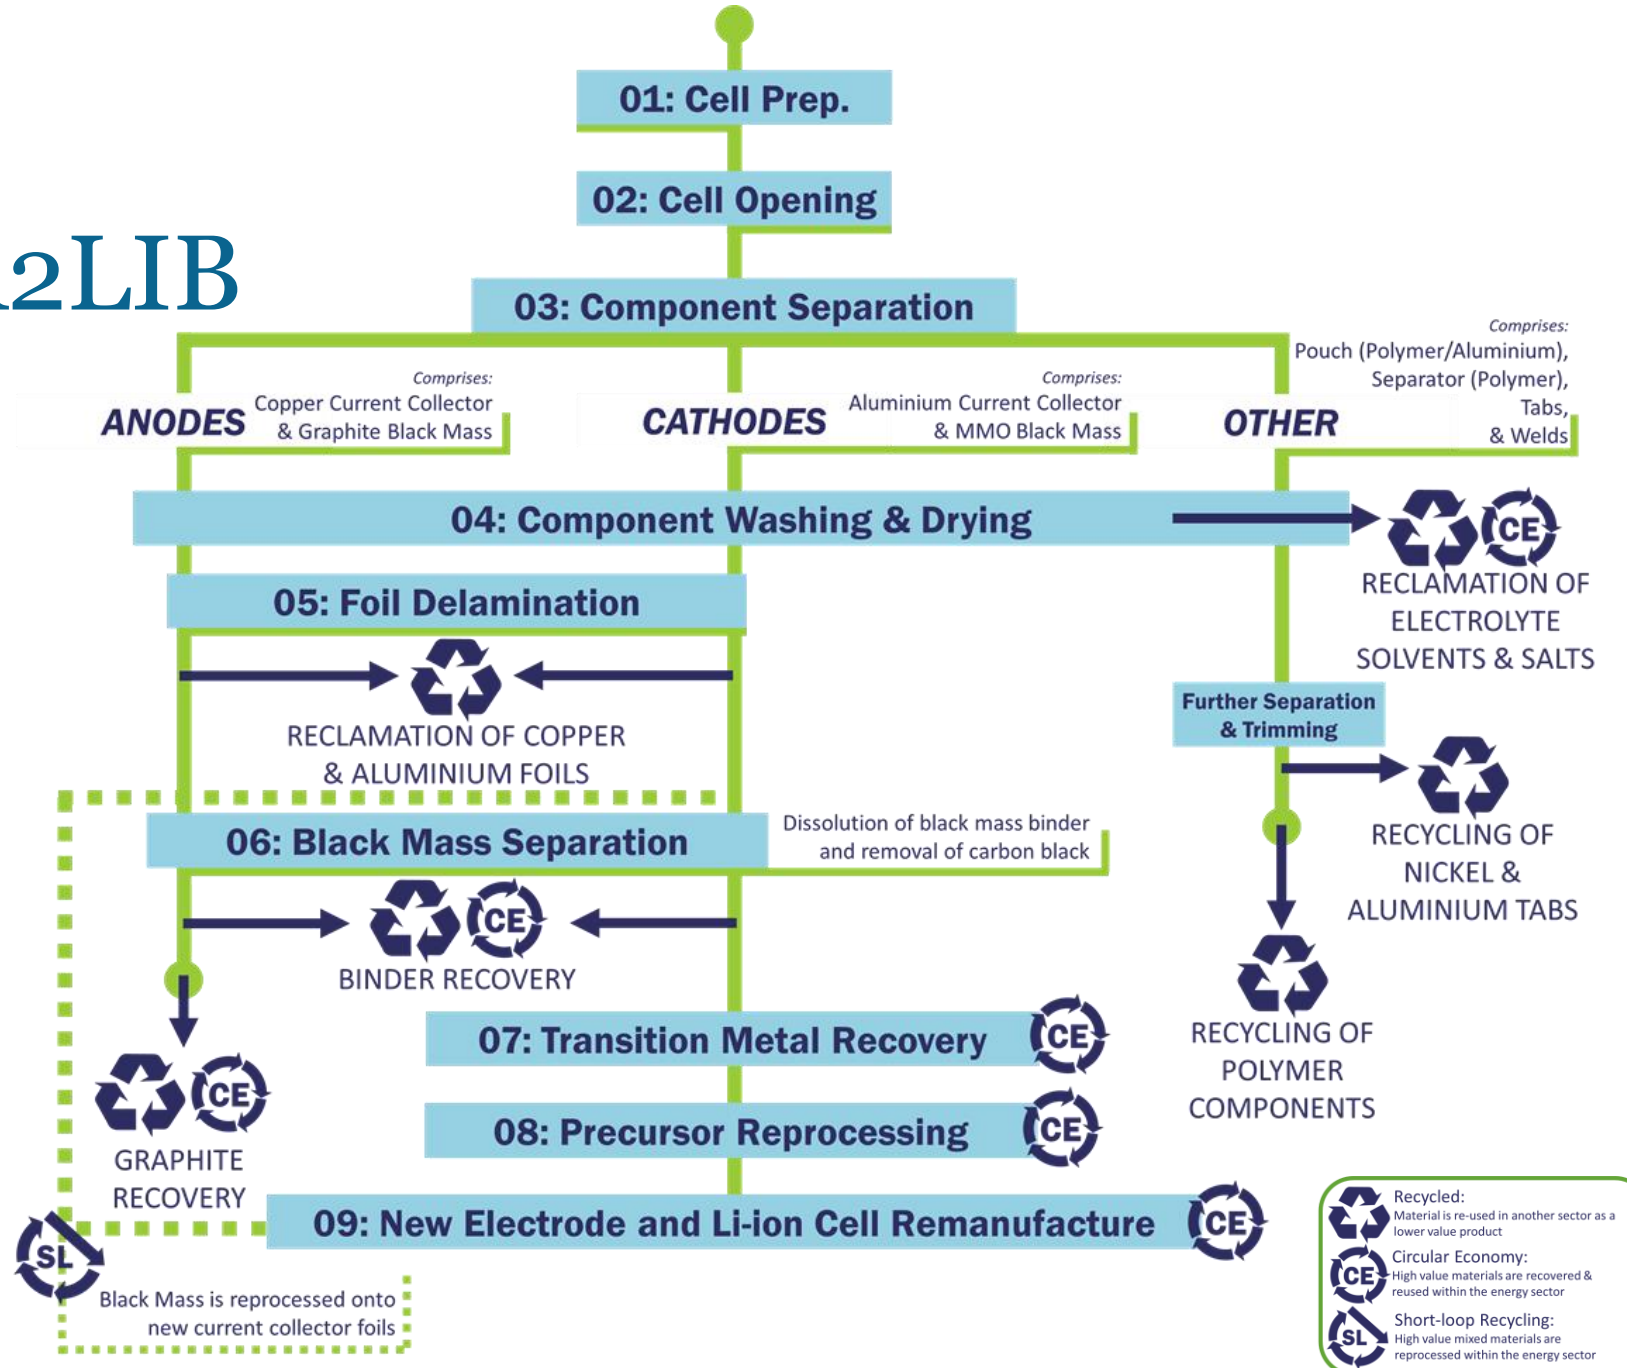 01: Cell Prep.
02: Cell Opening
2LIB
03: Component Separation
ANODES
Comprises:
Copper Current Collector
& Graphite Black Mass
CATHODES
Comprises:
Aluminium Current Collector
& MMO Black Mass
OTHER
Comprises:
Pouch (Polymer/Aluminium),
Separator (Polymer),
Tabs,
& Welds
04: Component Washing & Drying
CE
RECLAMATION OF
ELECTROLYTE
SOLVENTS & SALTS
05: Foil Delamination
RECLAMATION OF COPPER
& ALUMINIUM FOILS
Further Separation
& Trimming
RECYCLING OF
NICKEL &
ALUMINIUM TABS
RECYCLING OF
POLYMER
COMPONENTS
06: Black Mass Separation
Dissolution of black mass binder
and removal of carbon black
CE
BINDER RECOVERY
CE
GRAPHITE
RECOVERY
07: Transition Metal Recovery
CE
08: Precursor Reprocessing
CE
09: New Electrode and Li-ion Cell Remanufacture
CE
SL
Black Mass is reprocessed onto
new current collector foils
Recycled:
Material is re-used in another sector as a
lower value product
CE
Circular Economy:
High value materials are recovered &
reused within the energy sector
SL
Short-loop Recycling:
High value mixed materials are
reprocessed within the energy sector